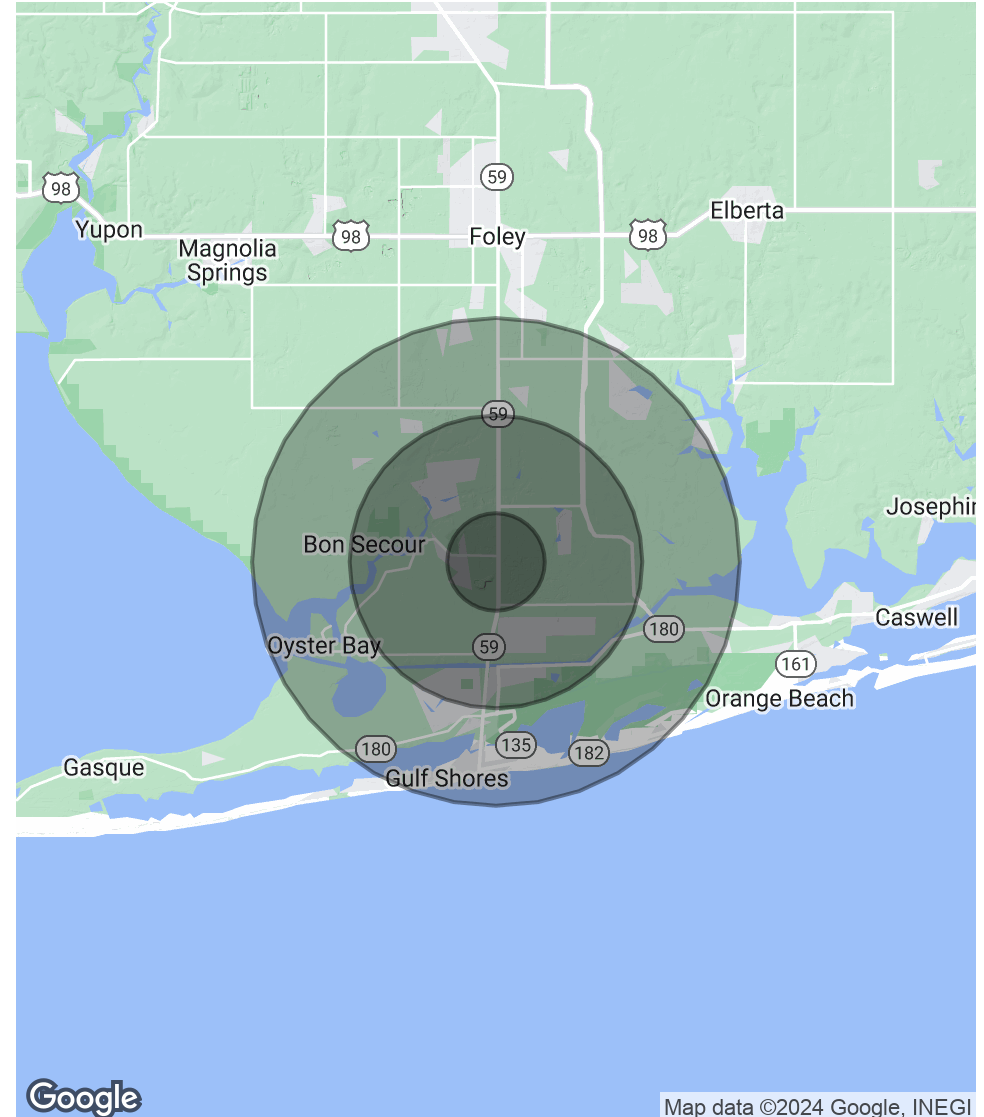 59
98
Elberta
Yupon
98
Foley
98
Magnolia
Springs
59
Josephin
Bon Secour
Caswell
180
Oyster Bay
59
161
Orange Beach
180
135
182
Gasque
Gulf Shores
Google
Map data ©2024 Google, INEGI